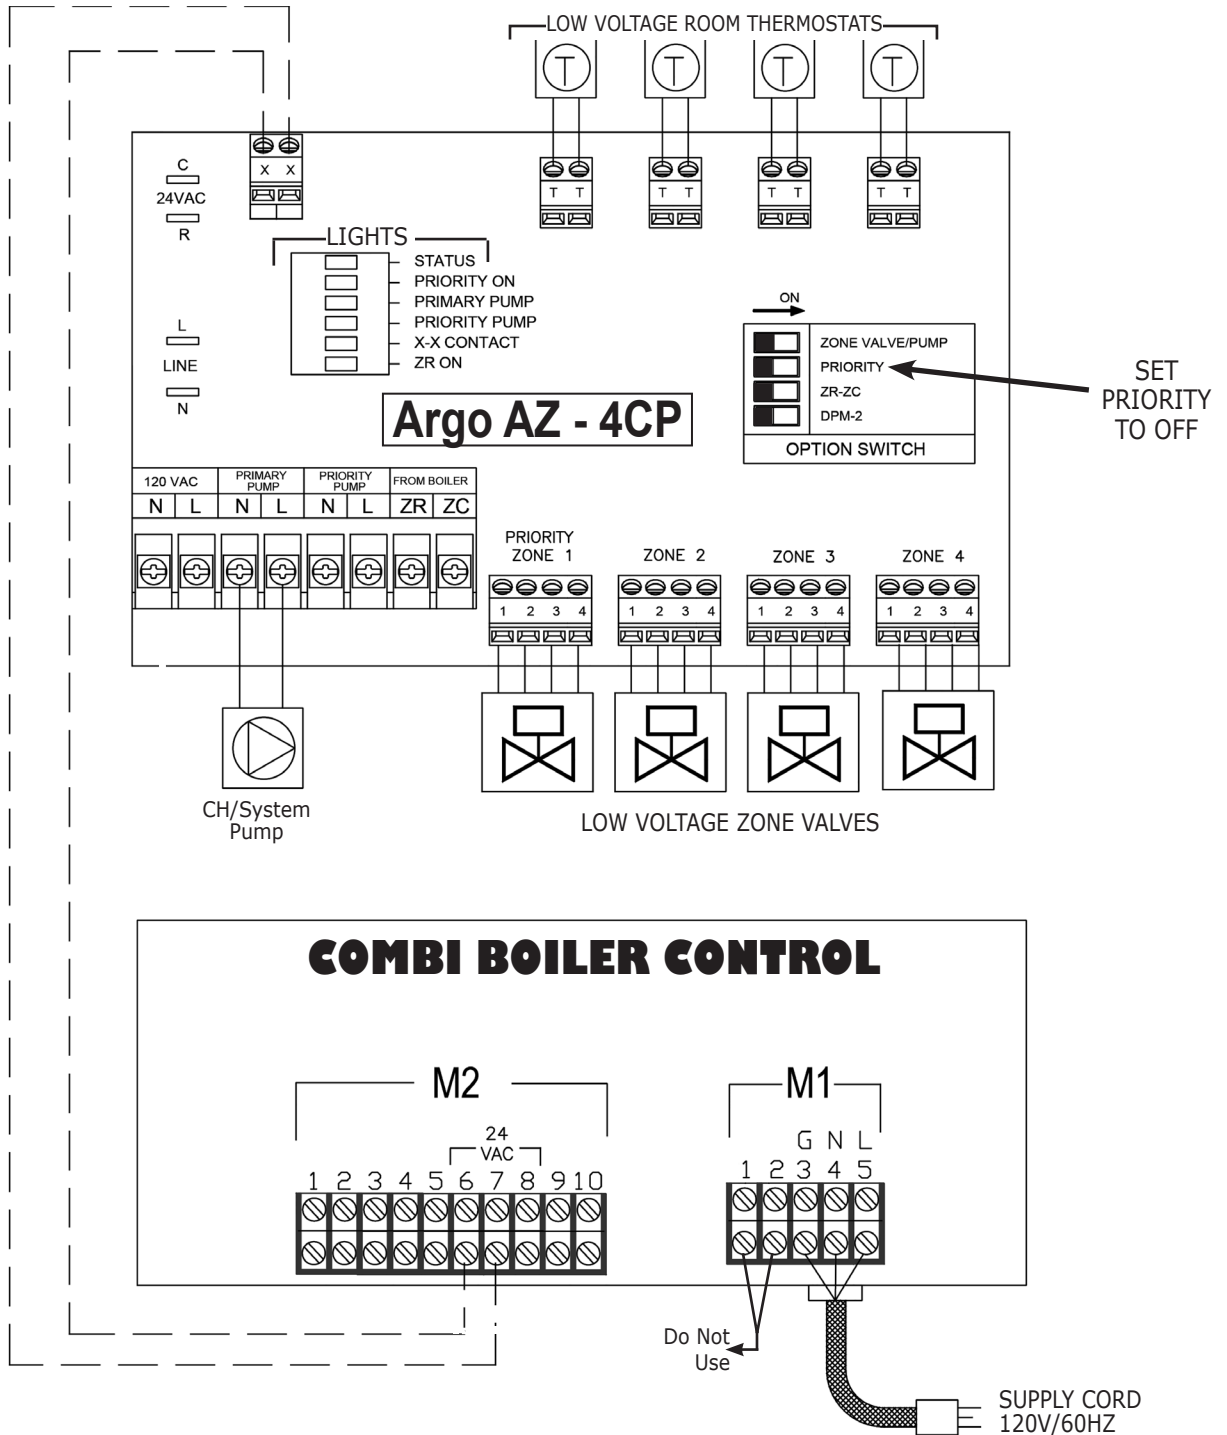 LOW VOLTAGE ROOM THERMOSTATS
T T T T
C
24VAC
R
X X
T T T T T T T T
LIGHTS
STATUS
PRIORITY ON
PRIMARY PUMP
PRIORITY PUMP
X-X CONTACT
ZR ON
L
LINE
N
ON
ZONE VALVE/PUMP
PRIORITY
ZR-ZC
DPM-2
OPTION SWITCH
SET
PRIORITY
TO OFF
Argo AZ - 4CP
120 VAC
PRIMARY
PUMP
PRIORITY
PUMP
FROM BOILER
N L N L N L ZR ZC
PRIORITY
ZONE 1
ZONE 2
ZONE 3
ZONE 4
1 2 3 4
1 2 3 4
1 2 3 4
1 2 3 4
CH/System
Pump
LOW VOLTAGE ZONE VALVES
COMBI BOILER CONTROL
M2
24
VAC
1 2 3 4 5 6 7 8 9 10
M1
G N L
1 2 3 4 5
Do Not
Use
SUPPLY CORD
120V/60HZ